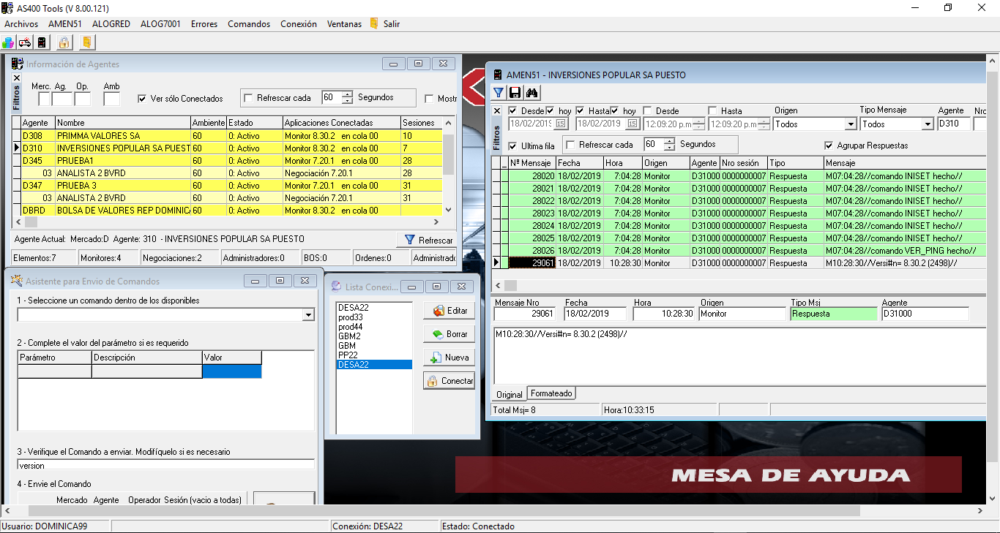 AS400 Tools (V 8.00.121)
Archivos AMEN51 ALOGRED ALOG7001 Errores Comandos Conexión Ventanas Salir
Información de Agentes
Filtros
Merc. Ag. Op. Amb
Ver sólo Conectados
Refrescar cada 60 Segundos
Mostr
Agente Nombre Ambiente Estado Aplicaciones Conectadas Sesiones
D308 PRIMMA VALORES SA 60 0: Activo Monitor 8.30.2 en cola 00 10
D310 INVERSIONES POPULAR SA PUEST 60 0: Activo Monitor 8.30.2 en cola 00 7
D345 PRUEBA1 60 0: Activo Monitor 7.20.1 en cola 00 28
03 ANALISTA 2 BVRD 60 0: Activo Negociación 7.20.1 28
D347 PRUEBA 3 60 0: Activo Monitor 7.20.1 en cola 00 31
03 ANALISTA 2 BVRD 60 0: Activo Negociación 7.20.1 31
DBRD BOLSA DE VALORES REP DOMINIC 60 0: Activo Monitor 8.30.2 en cola 00
Agente Actual: Mercado:D Agente: 310 - INVERSIONES POPULAR SA PUESTO
Refrescar
Elementos:7 Monitores:4 Negociaciones:2 Administradores:0 BOS:0 Ordenes:0 Administrado
Asistente para Envio de Comandos
1 - Seleccione un comando dentro de los disponibles
2 - Complete el valor del parámetro si es requerido
Parámetro Descripción Valor
3 - Verifique el Comando a enviar. Modifíquelo si es necesario
version
4 - Envie el Comando
Mercado Agente Operador Sesión (vacio a todas)
Lista Conexi...
DESA22
prod33
prod44
GBM2
GBM
PP22
DESA22
Editar
Borrar
Nueva
Conectar
AMEN51 - INVERSIONES POPULAR SA PUESTO
Filtros
Desde hoy Hasta hoy Desde Hasta Origen Tipo Mensaje Agente Nro
18/02/2019 15 18/02/2019 15 12:09:20 p.m 12:09:20 p.m Todos Todos D310
Ultima fila
Refrescar cada 60 Segundos
Agrupar Respuestas
Nº Mensaje Fecha Hora Origen Agente Nro sesión Tipo Mensaje
28020 18/02/2019 7:04:28 Monitor D31000 0000000007 Respuesta M07:04:28//comando INISET hecho//
28021 18/02/2019 7:04:28 Monitor D31000 0000000007 Respuesta M07:04:28//comando INISET hecho//
28022 18/02/2019 7:04:28 Monitor D31000 0000000007 Respuesta M07:04:28//comando INISET hecho//
28023 18/02/2019 7:04:28 Monitor D31000 0000000007 Respuesta M07:04:28//comando INISET hecho//
28024 18/02/2019 7:04:28 Monitor D31000 0000000007 Respuesta M07:04:28//comando INISET hecho//
28025 18/02/2019 7:04:28 Monitor D31000 0000000007 Respuesta M07:04:28//comando INISET hecho//
28026 18/02/2019 7:04:28 Monitor D31000 0000000007 Respuesta M07:04:28//comando VER_PING hecho//
29061 18/02/2019 10:28:30 Monitor D31000 0000000007 Respuesta M10:28:30//Versi#n= 8.30.2 (2498)//
Mensaje Nro Fecha Hora Origen Tipo Msj Agente
29061 18/02/2019 10:28:30 Monitor Respuesta D31000
M10:28:30//Versi#n= 8.30.2 (2498)//
Original Formateado
Total Msj= 8 Hora:10:33:15
MESA DE AYUDA
Usuario: DOMINICA99 Conexión: DESA22 Estado: Conectado